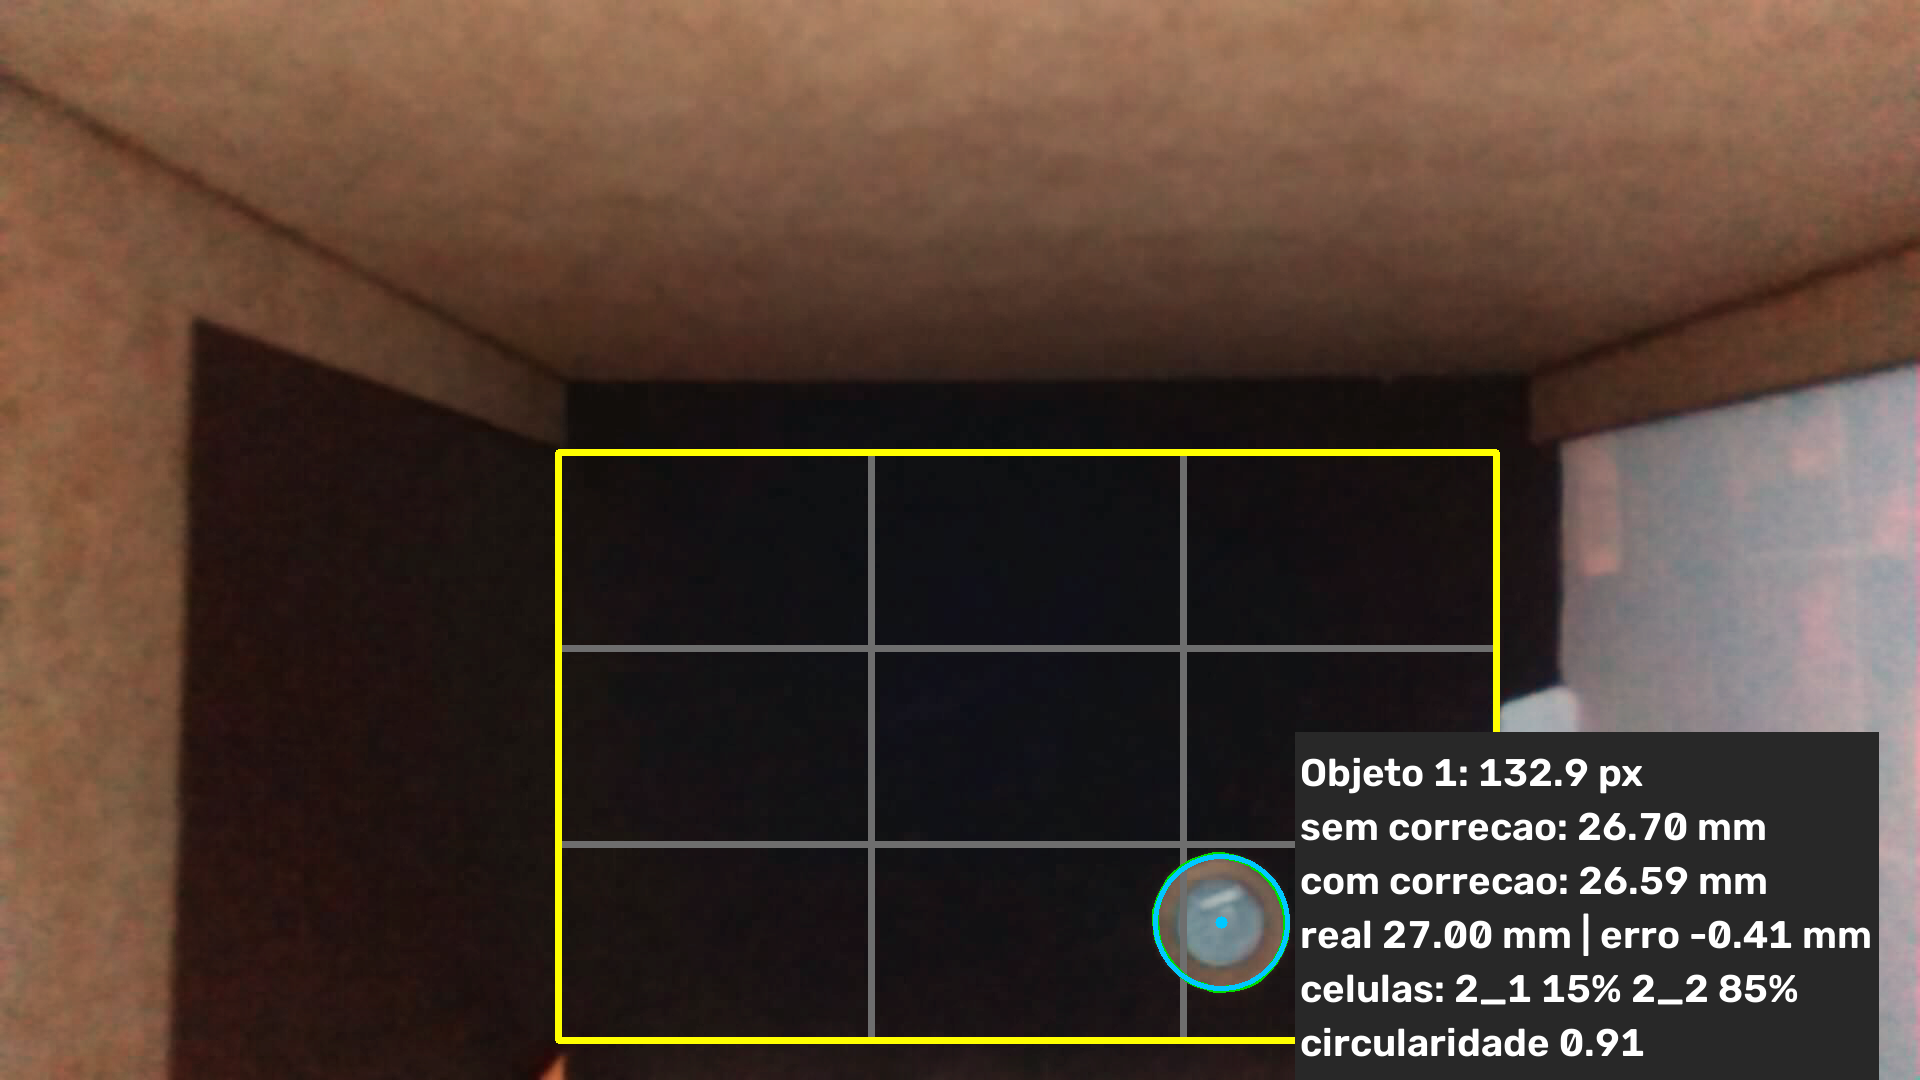 Objeto 1: 132.9 px
sem correcao: 26.70 mm
com correcao: 26.59 mm
real 27.00 mm | erro -0.41 mm
celulas: 2_1 15% 2_2 85%
circularidade 0.91